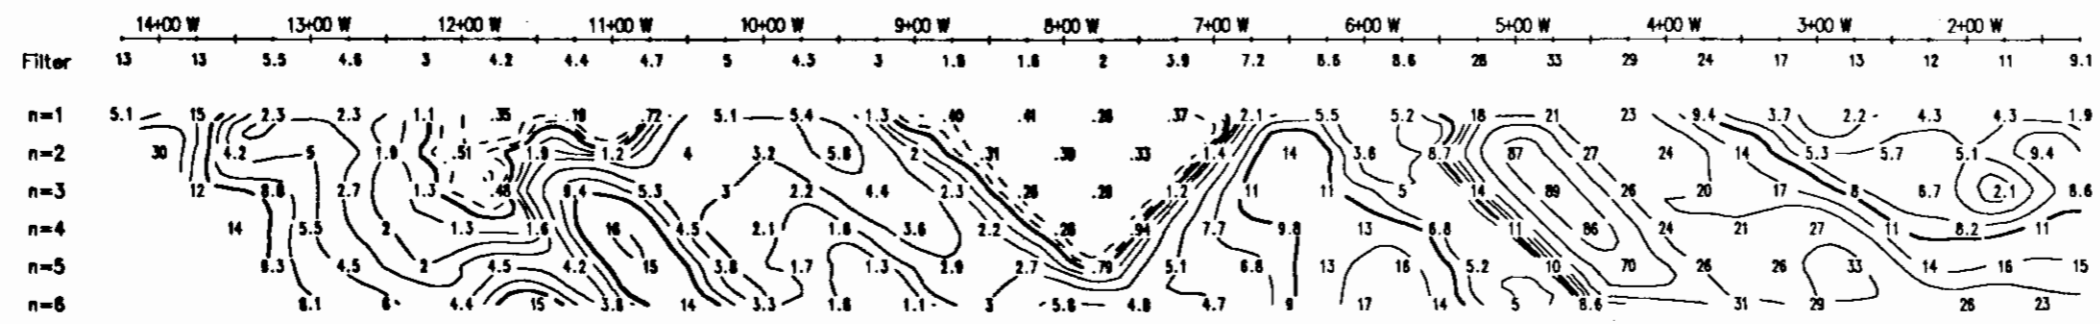 14+00 W 13+00 W 12+00 W 11+00 W 10+00 W 9+00 W 8+00 W 7+00 W 6+00 W 5+00 W 4+00 W 3+00 W 2+00 W
Filter 13 13 5.5 4.6 3 4.2 4.4 4.7 5 4.5 3 1.8 1.6 2 3.9 7.2 8.6 8.6 28 33 29 24 17 13 12 11 9.1
n=1 5.1 15 2.3 2.3 1.1 .35 .19 .72 5.1 5.4 1.3 .40 .41 .28 .37 2.1 5.5 5.2 18 21 23 9.4 3.7 2.2 4.3 4.3 1.9
n=2 30 4.2 5 1.9 .51 1.9 1.2 4 3.2 5.8 2 .31 .39 .33 1.4 14 3.6 8.7 87 27 24 14 5.3 5.7 5.1 9.4
n=3 12 8.8 2.7 1.3 .48 9.4 5.3 3 2.2 4.4 2.3 .26 .28 1.2 11 11 5 14 89 26 20 17 8 6.7 2.1 8.6
n=4 14 5.5 2 1.3 1.6 16 4.5 2.1 1.8 3.6 2.2 .26 .94 7.7 9.8 13 6.8 11 86 24 21 27 11 8.2 11
n=5 9.3 4.5 2 4.5 4.2 15 3.8 1.7 1.3 2.9 2.7 .79 5.1 6.8 13 16 5.2 10 70 26 26 33 14 16 15
n=6 8.1 6 4.4 15 3.8 14 3.3 1.6 1.1 3 5.8 4.8 4.7 9 17 14 5 8.6 31 29 26 23